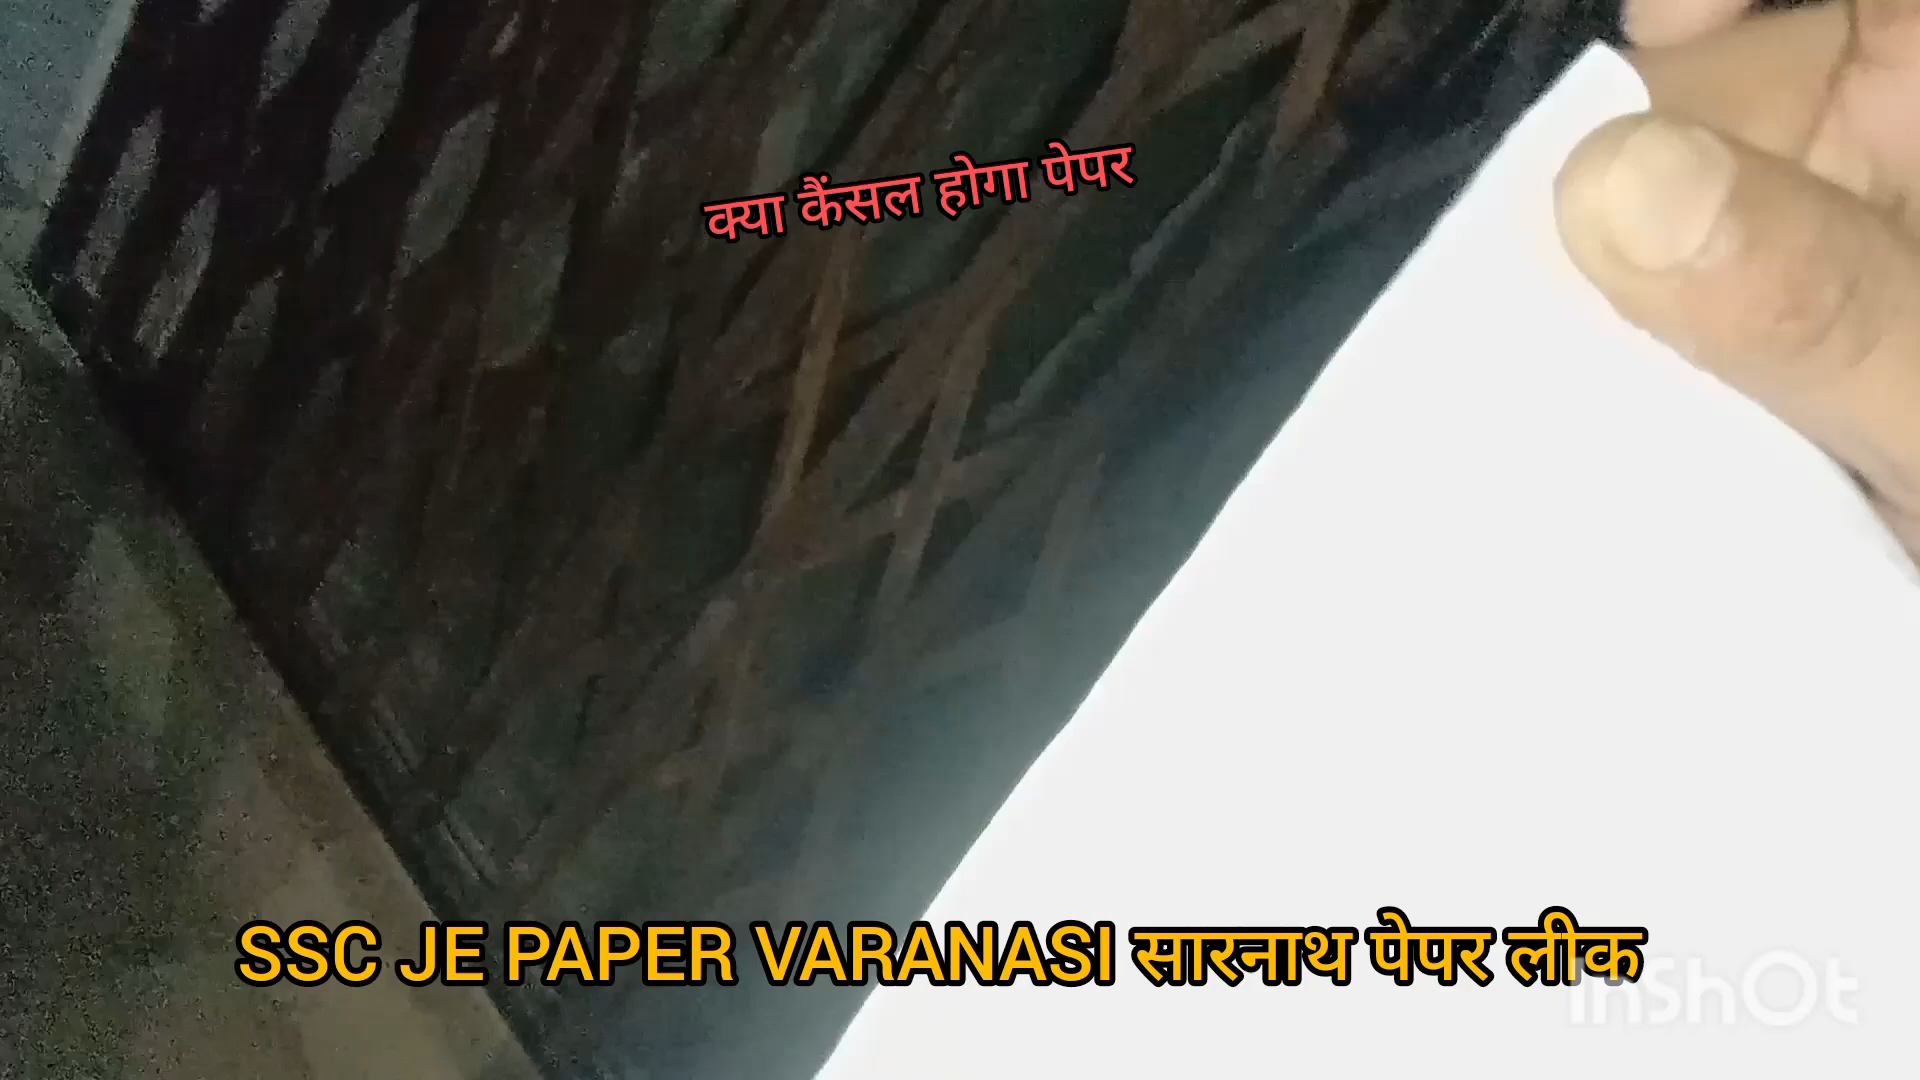 क्या कैंसल होगा पेपर
SSC JE PAPER VARANASI सारनाथ पेपर लीक
InShOt